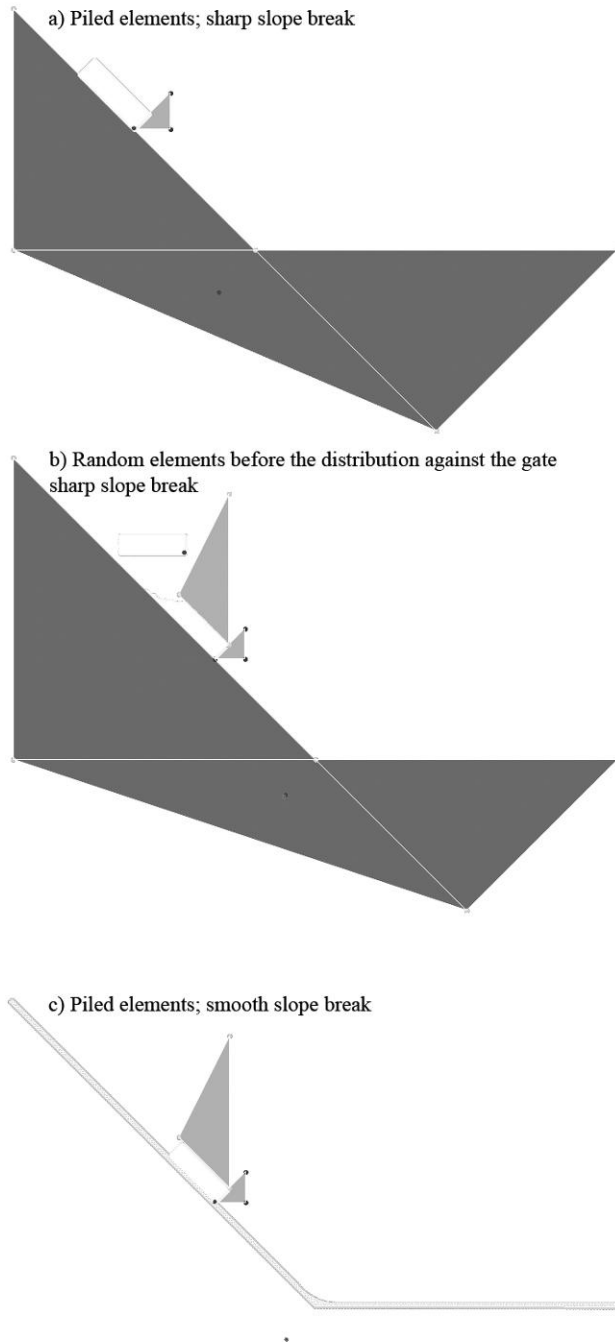 a) Piled elements; sharp slope break
b) Random elements before the distribution against the gate
sharp slope break
c) Piled elements; smooth slope break